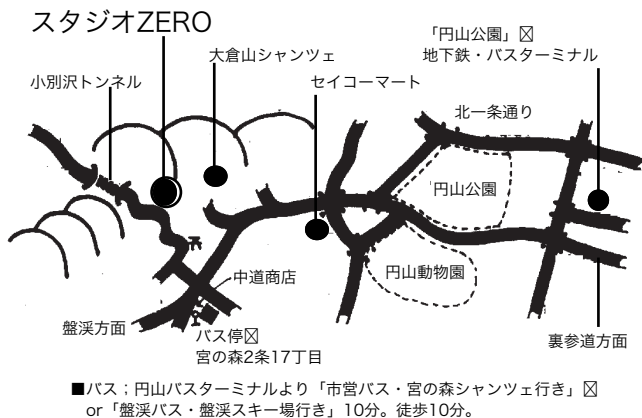 スタジオZERO
大倉山シャンツェ
「円山公園」
地下鉄・バスターミナル
小別沢トンネル
セイコーマート
北一条通り
円山公園
円山動物園
中道商店
盤渓方面
バス停
宮の森2条17丁目
裏参道方面
■バス；円山バスターミナルより「市営バス・宮の森シャンツェ行き」
or「盤渓バス・盤渓スキー場行き」10分。徒歩10分。